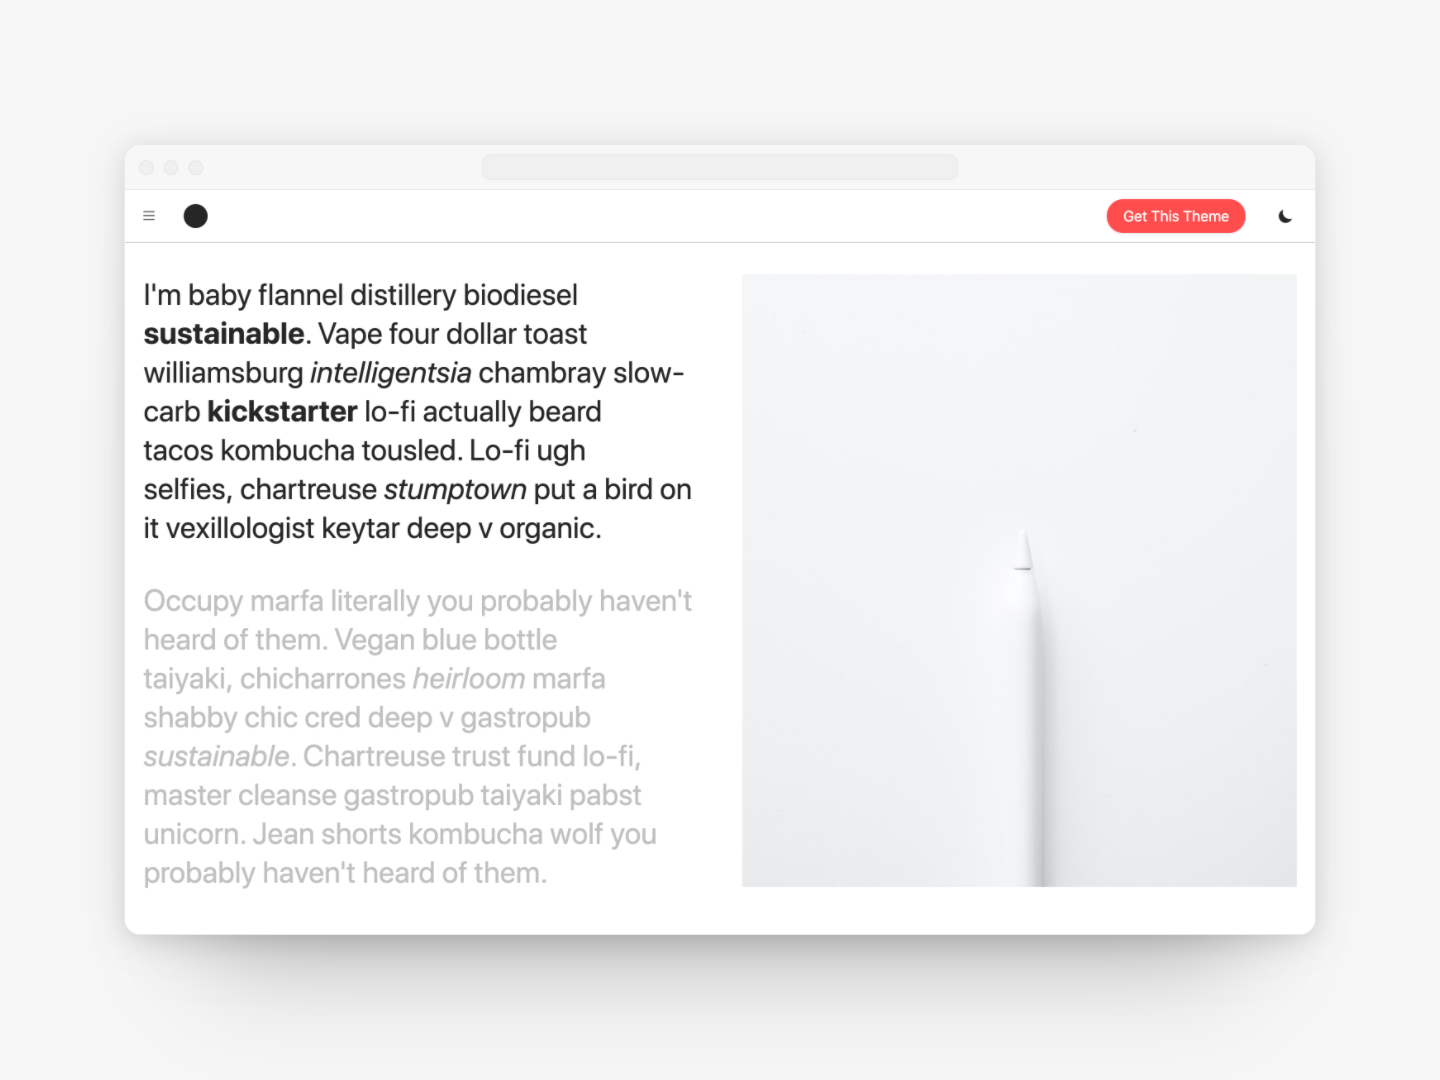 Get This Theme
I'm baby flannel distillery biodiesel
sustainable. Vape four dollar toast
williamsburg intelligentsia chambray slow-
carb kickstarter lo-fi actually beard
tacos kombucha tousled. Lo-fi ugh
selfies, chartreuse stumptown put a bird on
it vexillologist keytar deep v organic.
Occupy marfa literally you probably haven't
heard of them. Vegan blue bottle
taiyaki, chicharrones heirloom marfa
shabby chic cred deep v gastropub
sustainable. Chartreuse trust fund lo-fi,
master cleanse gastropub taiyaki pabst
unicorn. Jean shorts kombucha wolf you
probably haven't heard of them.